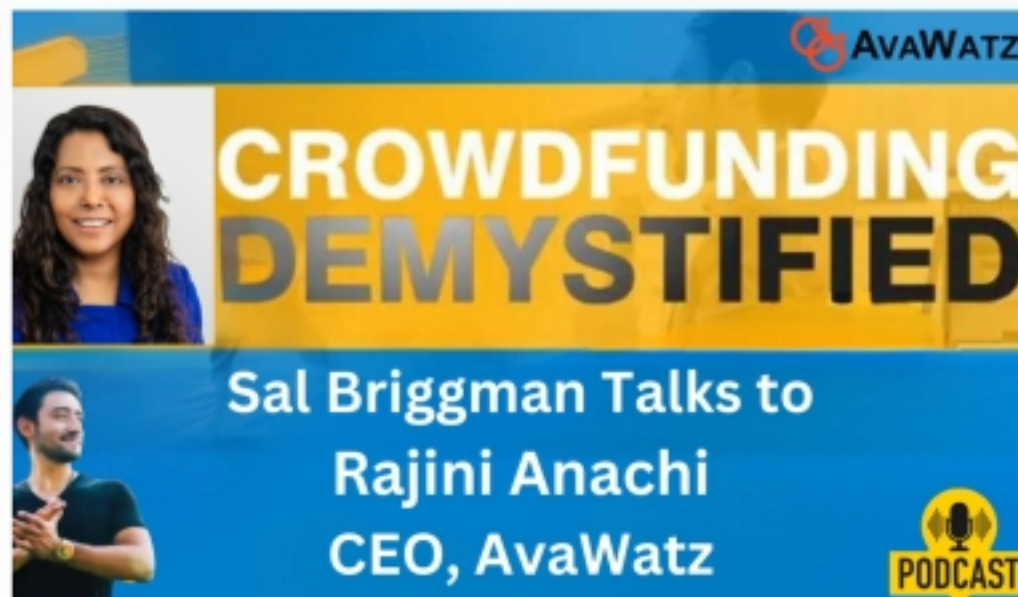 AVAWATZ
CROWDFUNDING
DEMYSTIFIED
Sal Briggman Talks to
Rajini Anachi
CEO, AvaWatz
PODCAST